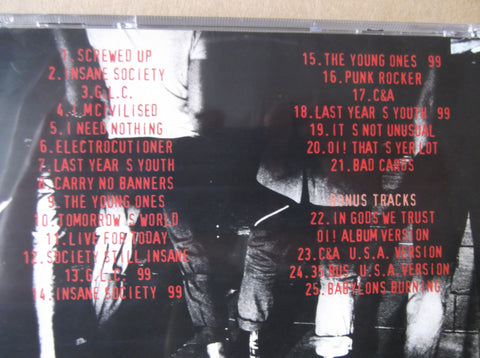 1. SCREWED UP
2. INSANE SOCIETY
3.G.L.C.
4.I MCIVILISED
5. I NEED NOTHING
6. ELECTROCUTIONER
7. LAST YEAR S YOUTH
8. CARRY NO BANNERS
9. THE YOUNG ONES
10. TOMORROW S WORLD
11. LIVE FOR TODAY
12. SOCIETY STILL INSANE
13.G.L.C. 99
14. INSANE SOCIETY 99
15. THE YOUNG ONES 99
16. PUNK ROCKER
17. C&A
18. LAST YEAR S YOUTH 99
19. IT S NOT UNUSUAL
20.OI! THAT S YER LOT
21. BAD CARDS
BONUS TRACKS
22. IN GODS WE TRUST
OI! ALBUM VERSION
23. C&A U.S.A. VERSION
24.35 BUS U.S.A. VERSION
25. BABYLONS BURNING